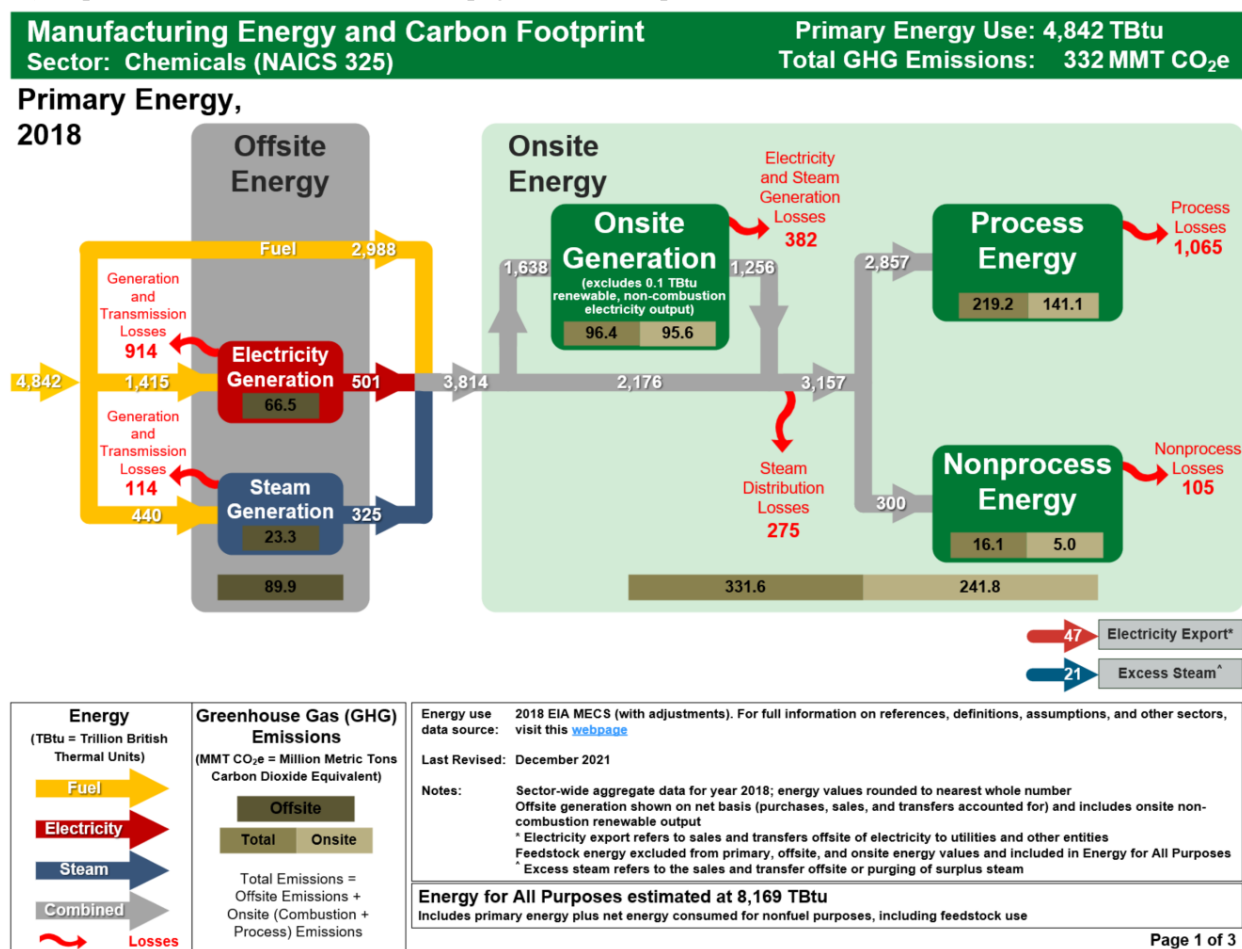 Manufacturing Energy and Carbon Footprint
Sector: Chemicals (NAICS 325)
Primary Energy Use: 4,842 TBtu
Total GHG Emissions: 332 MMT CO₂e
Primary Energy,
2018
Offsite
Energy
Onsite
Energy
Fuel
2,988
Generation
and
Transmission
Losses
914
4,842
1,415
Electricity
Generation
66.5
501
Generation
and
Transmission
Losses
114
440
Steam
Generation
23.3
325
89.9
3,814
1,638
Onsite
Generation
(excludes 0.1 TBtu
renewable, non-combustion
electricity output)
96.4
95.6
Electricity
and Steam
Generation
Losses
382
1,256
2,176
3,157
Steam
Distribution
Losses
275
2,857
Process
Energy
219.2
141.1
Process
Losses
1,065
300
Nonprocess
Energy
16.1
5.0
Nonprocess
Losses
105
331.6
241.8
47
Electricity Export*
21
Excess Steam^
Energy
(TBtu = Trillion British
Thermal Units)
Fuel
Electricity
Steam
Combined
Losses
Greenhouse Gas (GHG)
Emissions
(MMT CO₂e = Million Metric Tons
Carbon Dioxide Equivalent)
Offsite
Total
Onsite
Total Emissions =
Offsite Emissions +
Onsite (Combustion +
Process) Emissions
Energy use
data source:
2018 EIA MECS (with adjustments). For full information on references, definitions, assumptions, and other sectors,
visit this webpage
Last Revised: December 2021
Notes:
Sector-wide aggregate data for year 2018; energy values rounded to nearest whole number
Offsite generation shown on net basis (purchases, sales, and transfers accounted for) and includes onsite non-
combustion renewable output
* Electricity export refers to sales and transfers offsite of electricity to utilities and other entities
Feedstock energy excluded from primary, offsite, and onsite energy values and included in Energy for All Purposes
^ Excess steam refers to the sales and transfer offsite or purging of surplus steam
Energy for All Purposes estimated at 8,169 TBtu
Includes primary energy plus net energy consumed for nonfuel purposes, including feedstock use
Page 1 of 3